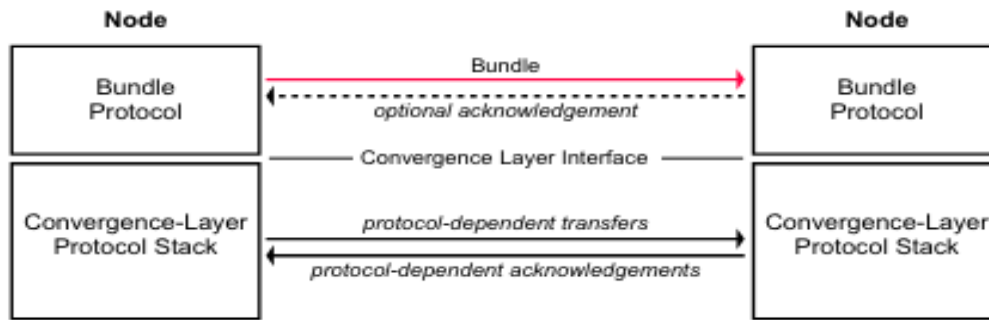 Node
Node
Bundle
Protocol
Bundle
optional acknowledgement
Bundle
Protocol
Convergence Layer Interface
Convergence-Layer
Protocol Stack
protocol-dependent transfers
protocol-dependent acknowledgements
Convergence-Layer
Protocol Stack